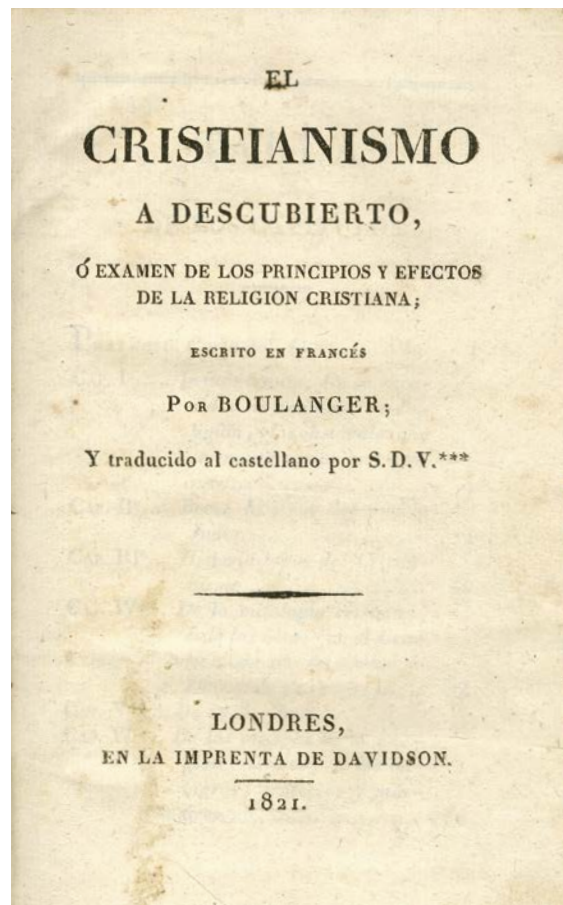 EL
CRISTIANISMO
A DESCUBIERTO,
Ó EXAMEN DE LOS PRINCIPIOS Y EFECTOS
DE LA RELIGION CRISTIANA;
ESCRITO EN FRANCÉS
POR BOULANGER;
Y traducido al castellano por S. D. V.***
LONDRES,
EN LA IMPRENTA DE DAVIDSON.
1821.